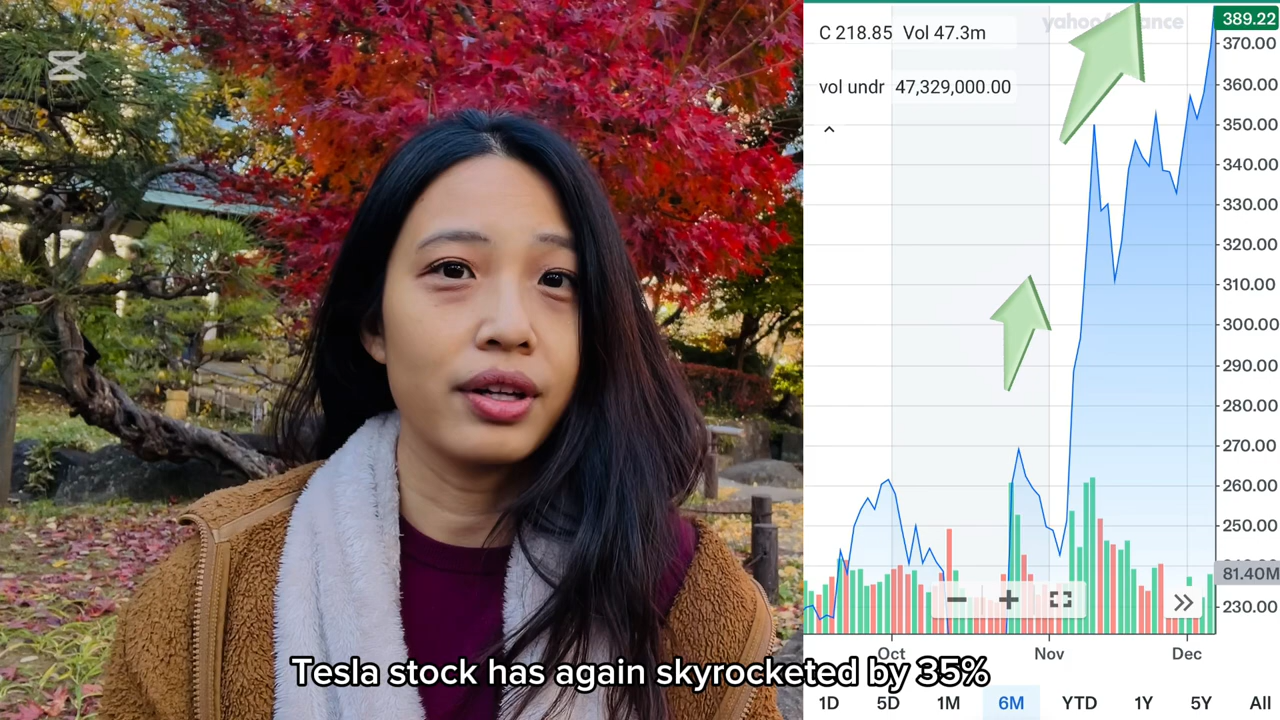 yahoo/finance
C 218.85 Vol 47.3m
vol undr 47,329,000.00
389.22
370.00
360.00
350.00
340.00
330.00
320.00
310.00
300.00
290.00
280.00
270.00
260.00
250.00
81.40M
230.00
Oct Nov Dec
Tesla stock has again skyrocketed by 35%
1D 5D 1M 6M YTD 1Y 5Y All